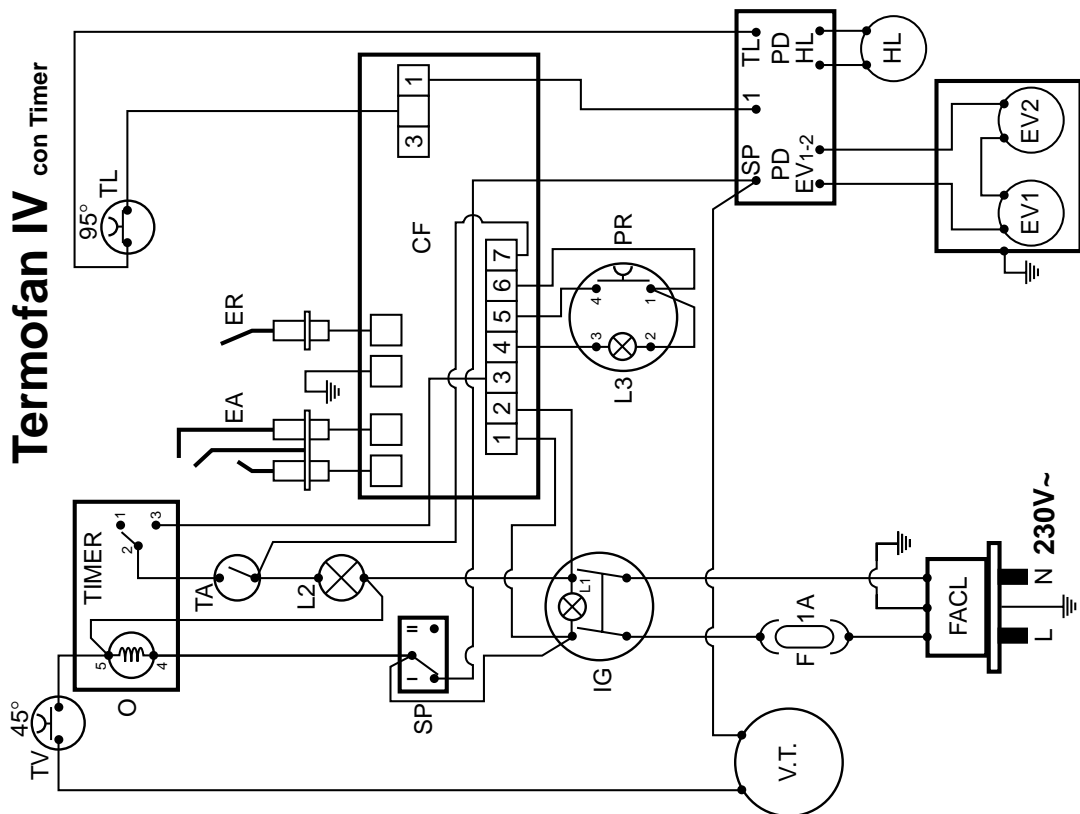 Termofan IV con Timer
TV
45°
O
5
4
TIMER
2
1
3
TA
L2
SP
I
II
EA
ER
95°
TL
CF
3
1
1
2
3
4
5
6
7
L3
3
2
4
1
PR
IG
L1
F
1A
FACL
L
N
230V~
V.T.
SP
1
TL
PD
EV1-2
PD
HL
HL
EV1
EV2